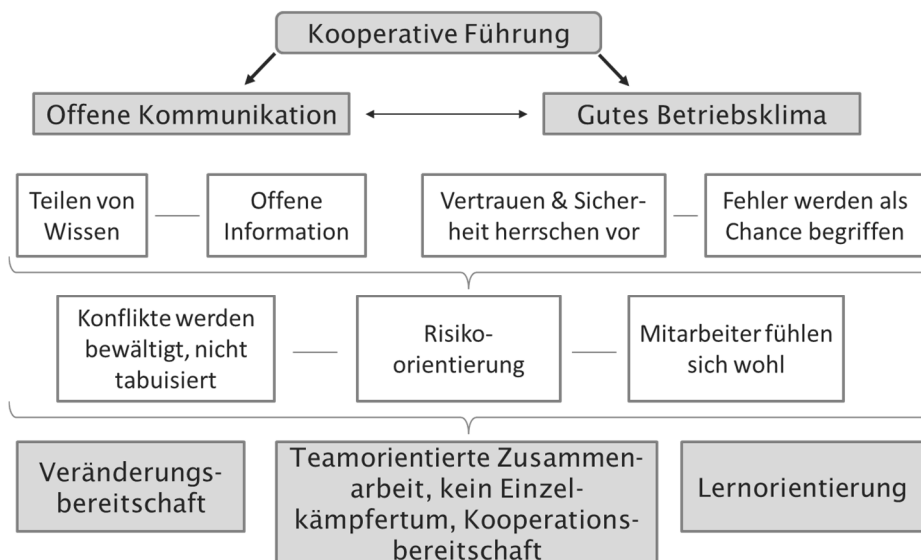 Kooperative Führung
Offene Kommunikation
Gutes Betriebsklima
Teilen von
Wissen
Offene
Information
Vertrauen & Sicher-
heit herrschen vor
Fehler werden als
Chance begriffen
Konflikte werden
bewältigt, nicht
tabuisiert
Risiko-
orientierung
Mitarbeiter fühlen
sich wohl
Veränderungs-
bereitschaft
Teamorientierte Zusammen-
arbeit, kein Einzel-
kämpfertum, Kooperations-
bereitschaft
Lernorientierung